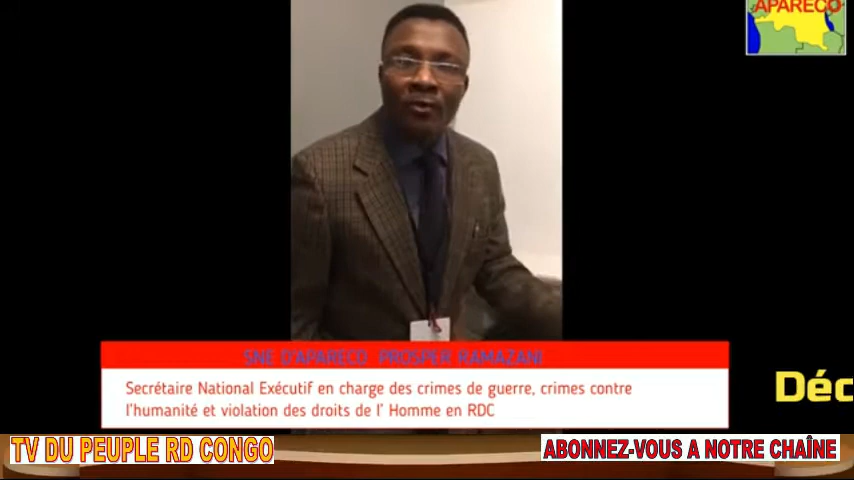 APARECO
SNE D'APARECO PROSPER RAMAZANI
Secrétaire National Exécutif en charge des crimes de guerre, crimes contre
l'humanité et violation des droits de l' Homme en RDC
Déc
TV DU PEUPLE RD CONGO
ABONNEZ-VOUS A NOTRE CHAÎNE